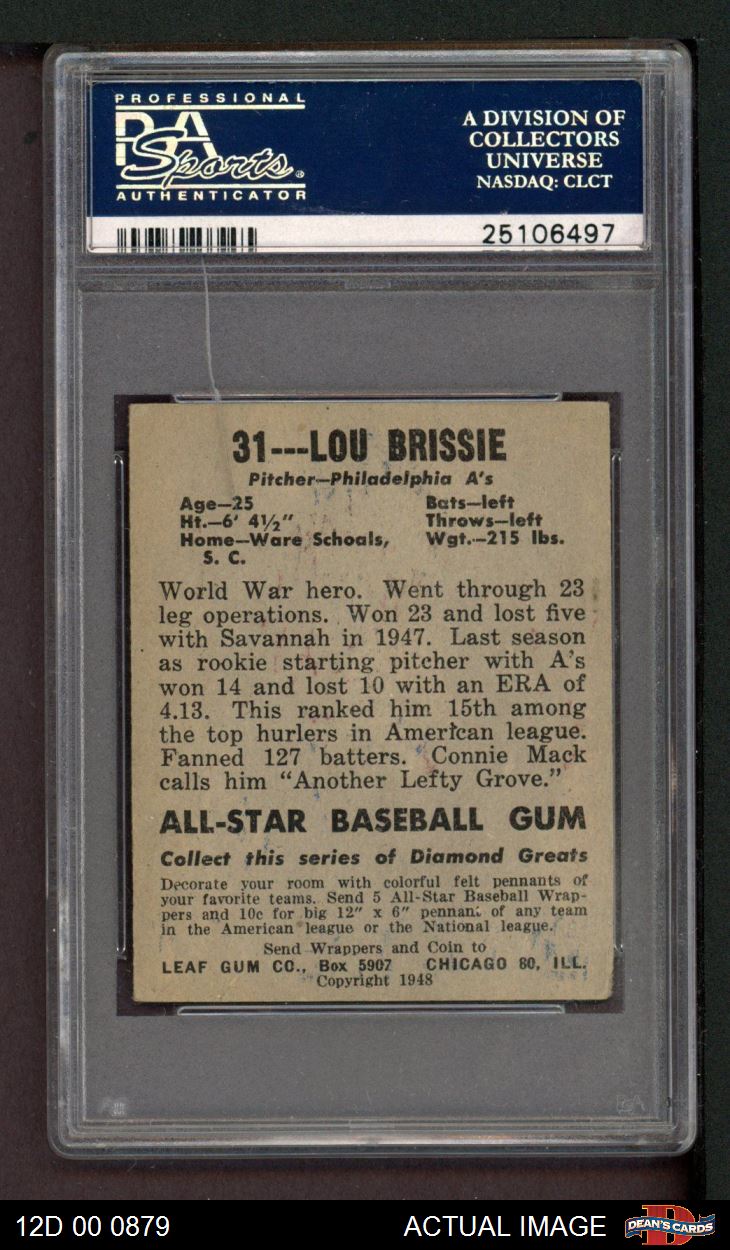 PROFESSIONAL
PSA
Sports
AUTHENTICATOR
A DIVISION OF
COLLECTORS
UNIVERSE
NASDAQ: CLCT
25106497
31---LOU BRISSIE
Pitcher—Philadelphia A's
Age—25 Bats—left
Ht.—6' 4½" Throws—left
Home—Ware Schoals, Wgt.—215 lbs.
S. C.
World War hero. Went through 23
leg operations. Won 23 and lost five
with Savannah in 1947. Last season
as rookie starting pitcher with A's
won 14 and lost 10 with an ERA of
4.13. This ranked him 15th among
the top hurlers in American league.
Fanned 127 batters. Connie Mack
calls him "Another Lefty Grove."
ALL-STAR BASEBALL GUM
Collect this series of Diamond Greats
Decorate your room with colorful felt pennants of
your favorite teams. Send 5 All-Star Baseball Wrap-
pers and 10c for big 12" x 6" pennant of any team
in the American league or the National league.
Send Wrappers and Coin to
LEAF GUM CO., Box 5907 CHICAGO 80, ILL.
Copyright 1948
PSA
12D 00 0879
ACTUAL IMAGE
DEAN'S CARDS